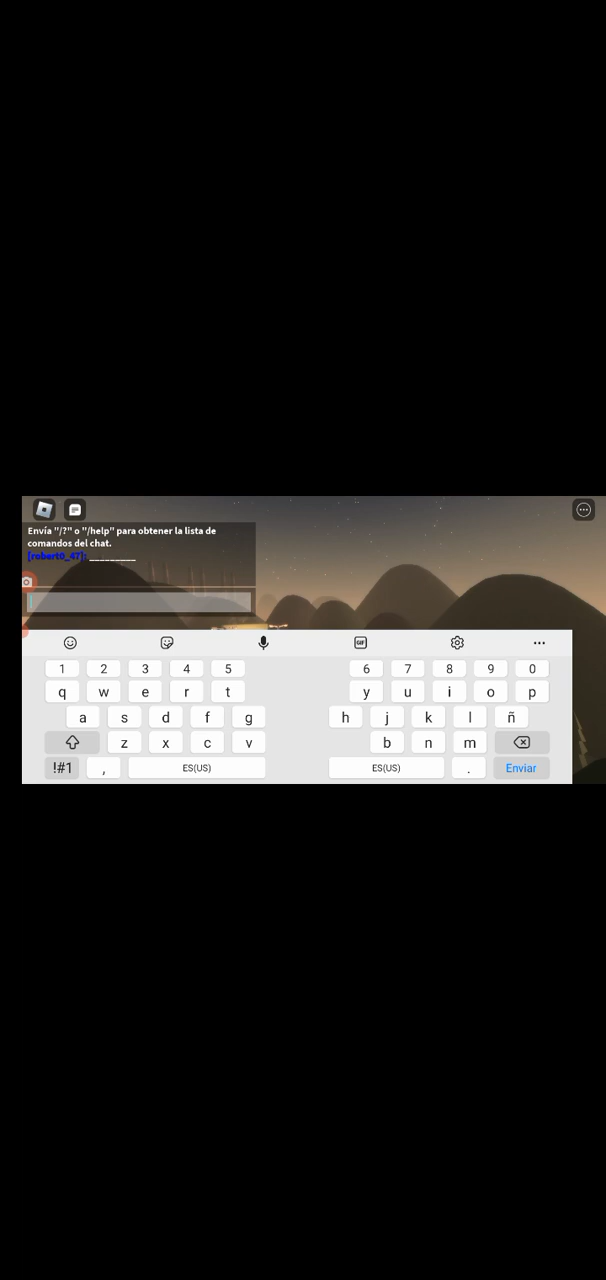 Envía "/?" o "/help" para obtener la lista de
comandos del chat.
[robert0_47]: _________
GIF
1 2 3 4 5 6 7 8 9 0
q w e r t y u i o p
a s d f g h j k l ñ
z x c v b n m
!#1 , ES(US) ES(US) . Enviar